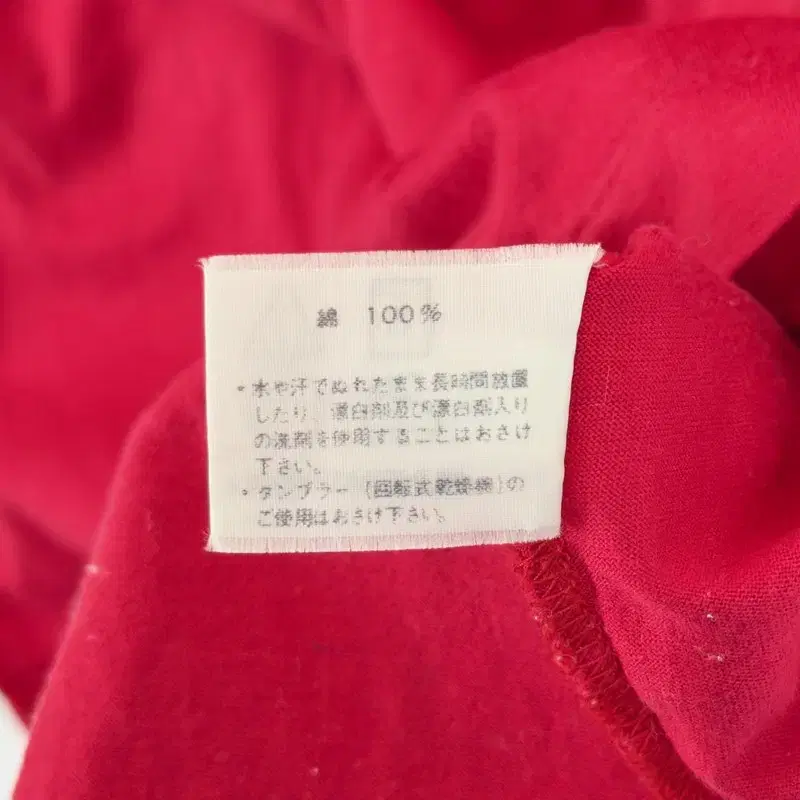 綿 100%
・水や汗でぬれたまま長時間放置
したり、漂白剤及び漂白剤入り
の洗剤を使用することはおさけ
下さい。
・タンブラー(回転式乾燥機)の
ご使用はおさけ下さい。